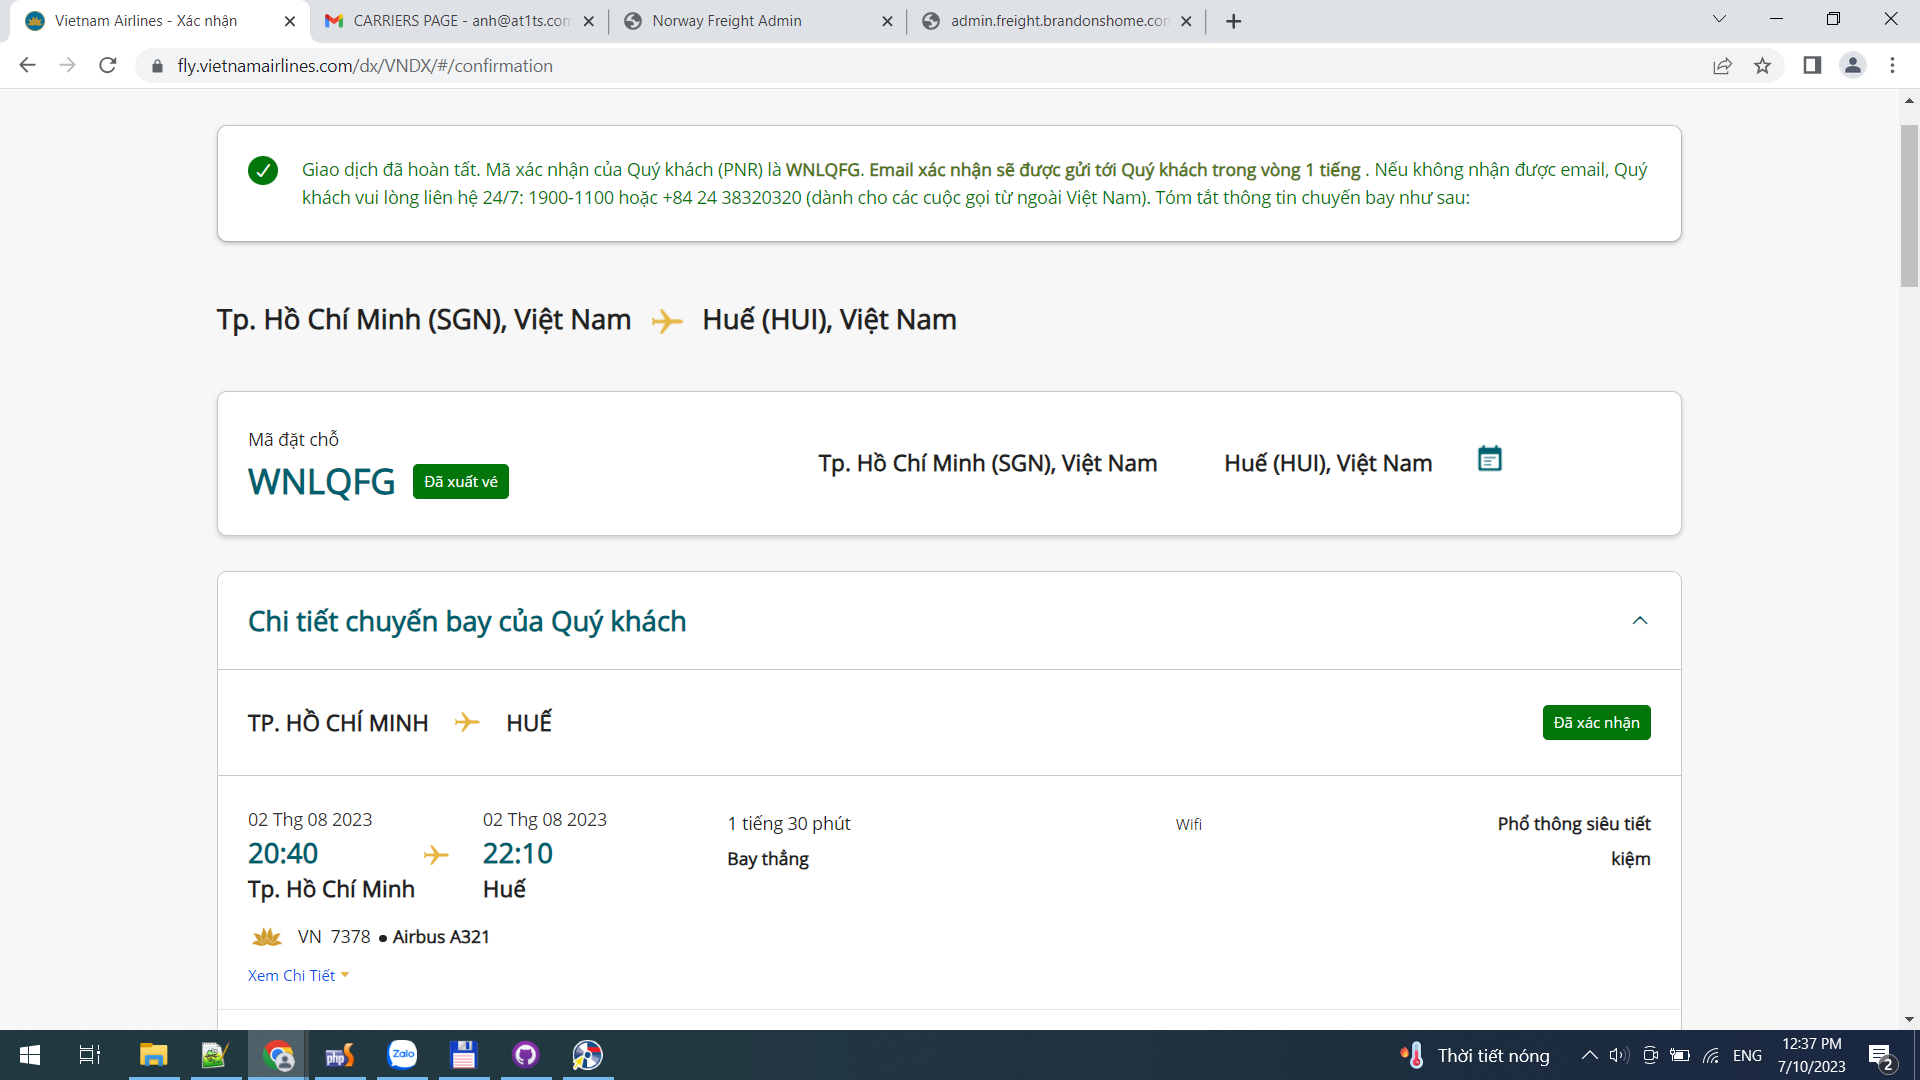 Vietnam Airlines - Xác nhận
CARRIERS PAGE - anh@at1ts.com
Norway Freight Admin
admin.freight.brandonshome.com
fly.vietnamairlines.com/dx/VNDX/#/confirmation
Giao dịch đã hoàn tất. Mã xác nhận của Quý khách (PNR) là WNLQFG. Email xác nhận sẽ được gửi tới Quý khách trong vòng 1 tiếng . Nếu không nhận được email, Quý
khách vui lòng liên hệ 24/7: 1900-1100 hoặc +84 24 38320320 (dành cho các cuộc gọi từ ngoài Việt Nam). Tóm tắt thông tin chuyến bay như sau:
Tp. Hồ Chí Minh (SGN), Việt Nam Huế (HUI), Việt Nam
Mã đặt chỗ
WNLQFG Đã xuất vé
Tp. Hồ Chí Minh (SGN), Việt Nam Huế (HUI), Việt Nam
Chi tiết chuyến bay của Quý khách
TP. HỒ CHÍ MINH HUẾ Đã xác nhận
02 Thg 08 2023 02 Thg 08 2023
20:40 22:10
Tp. Hồ Chí Minh Huế
1 tiếng 30 phút
Bay thẳng
Wifi
Phổ thông siêu tiết
kiệm
VN 7378 ● Airbus A321
Xem Chi Tiết
php S
Zalo
Thời tiết nóng
ENG
12:37 PM
7/10/2023
2